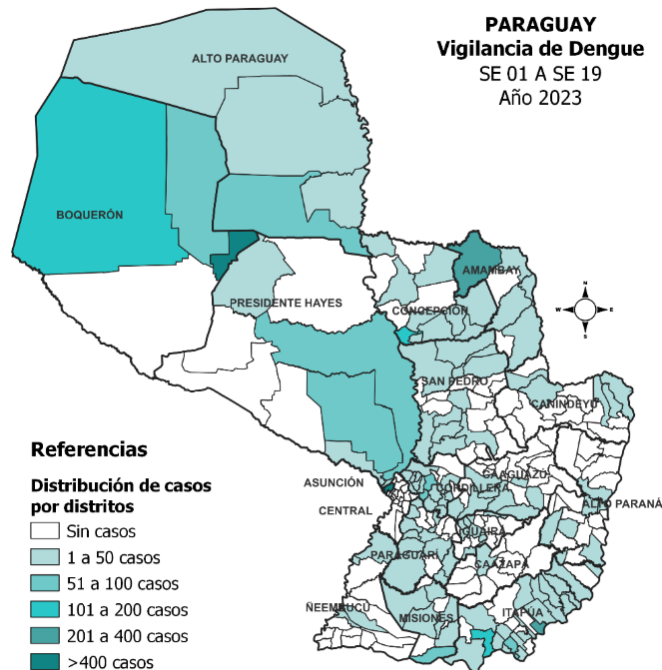 PARAGUAY
Vigilancia de Dengue
SE 01 A SE 19
Año 2023
ALTO PARAGUAY
BOQUERÓN
AMAMBAY
PRESIDENTE HAYES
CONCEPCIÓN
N
W
E
S
SAN PEDRO
CANINDEYÚ
CAAGUAZÚ
ASUNCIÓN
CORDILLERA
ALTO PARANÁ
CENTRAL
GUAIRÁ
PARAGUARÍ
CAAZAPÁ
ÑEEMBUCÚ
MISIONES
ITAPÚA
Referencias
Distribución de casos
por distritos
Sin casos
1 a 50 casos
51 a 100 casos
101 a 200 casos
201 a 400 casos
>400 casos